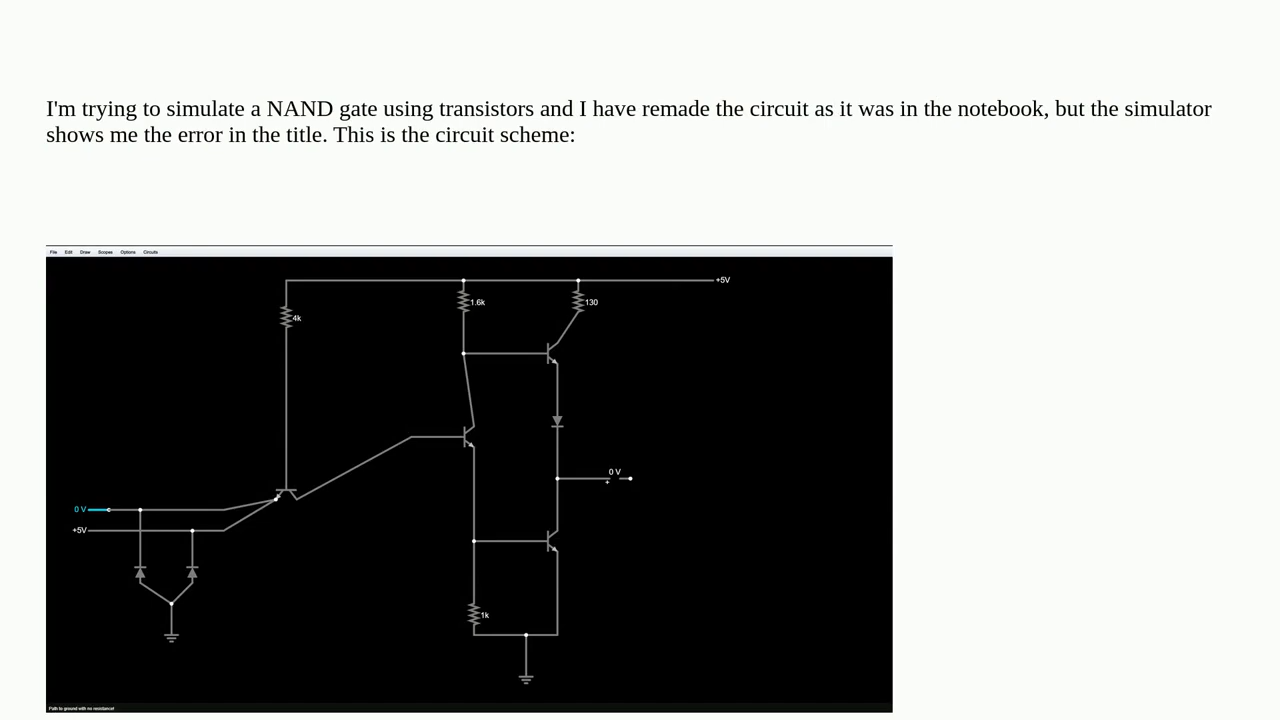 I'm trying to simulate a NAND gate using transistors and I have remade the circuit as it was in the notebook, but the simulator
shows me the error in the title. This is the circuit scheme:
File Edit Draw Scopes Options Circuits
+5V
1.6k
130
4k
0 V
+
0 V
+5V
1k
Path to ground with no resistance!